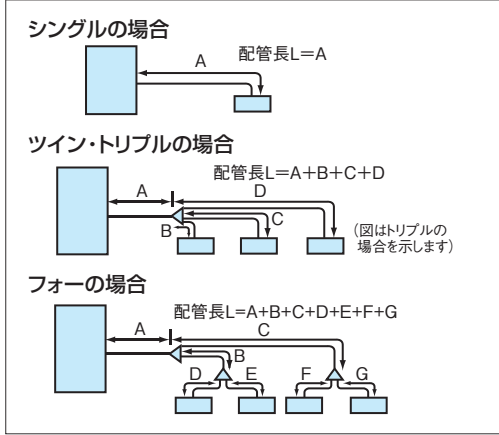 シングルの場合
A
配管長L=A
ツイン・トリプルの場合
配管長L=A+B+C+D
A
D
C
B
(図はトリプルの
場合を示します)
フォーの場合
配管長L=A+B+C+D+E+F+G
A
C
B
D
E
F
G